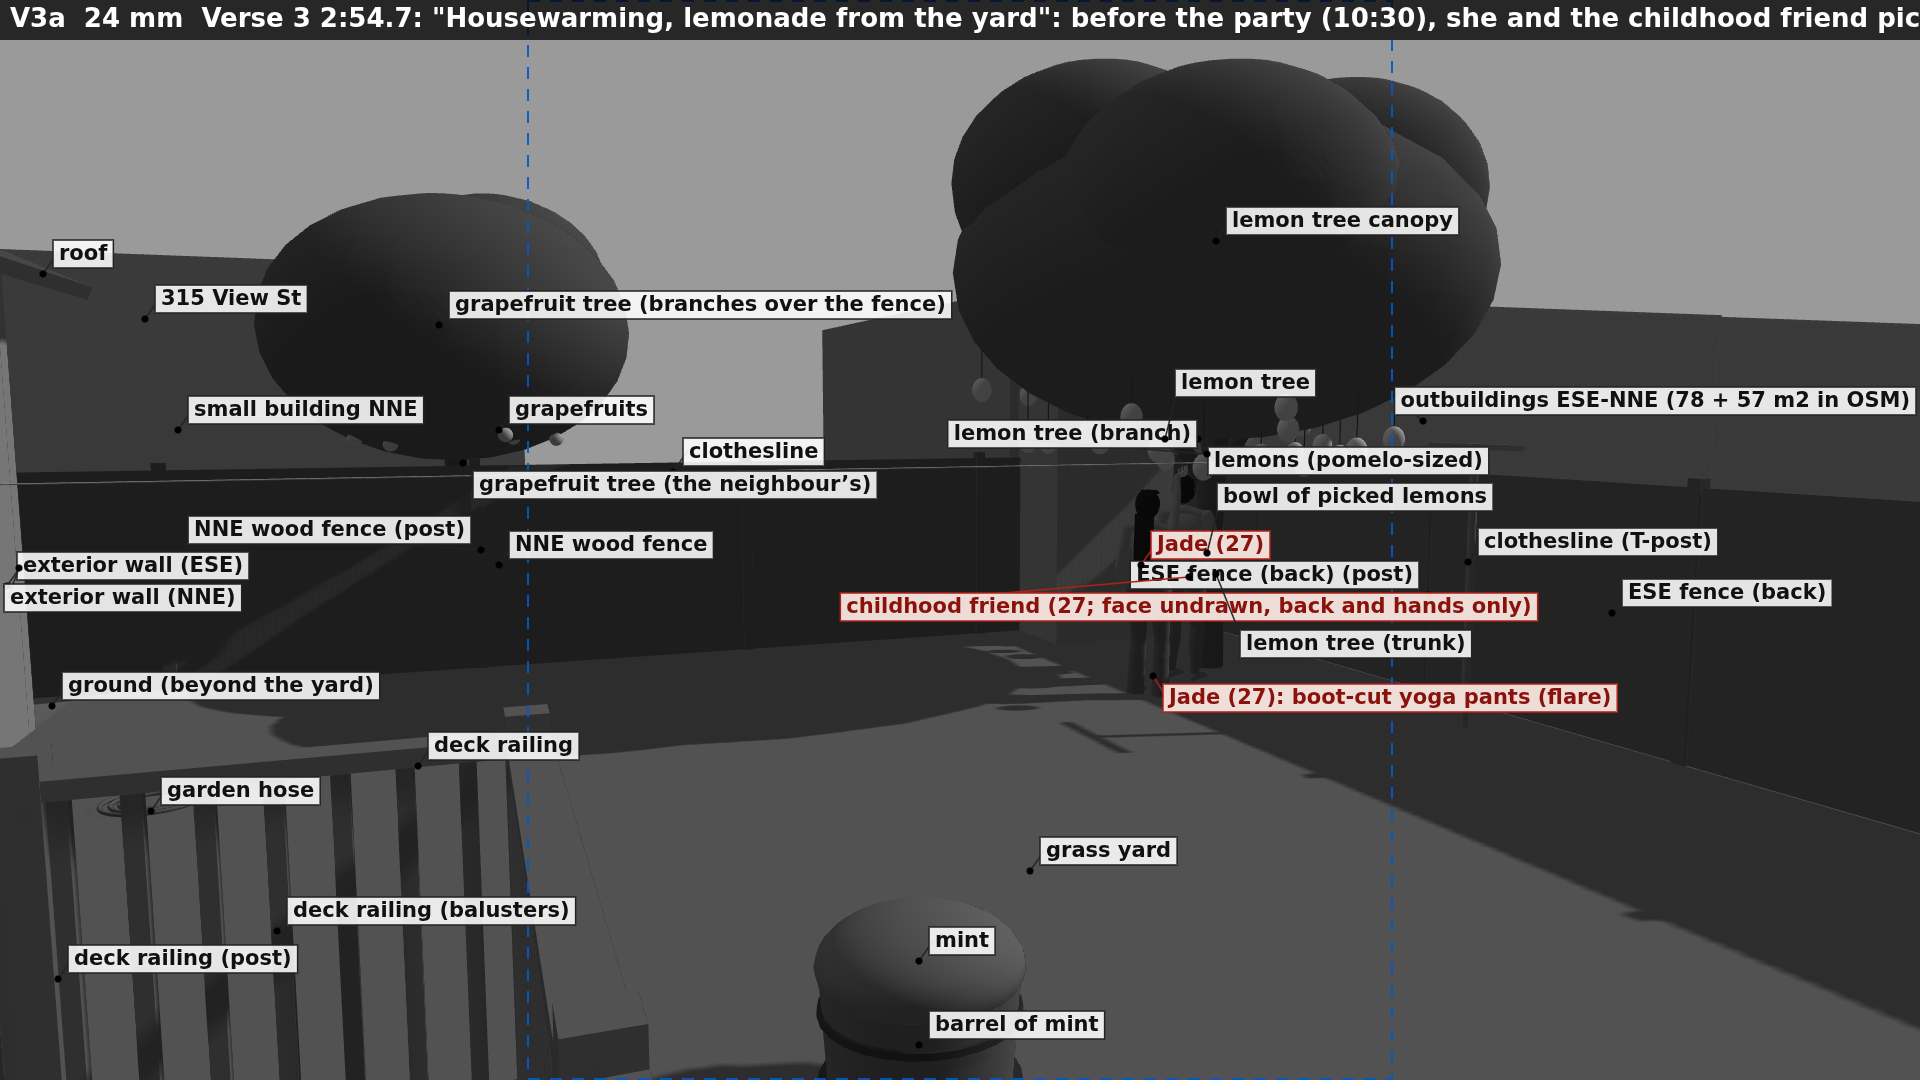 V3a  24 mm  Verse 3 2:54.7: "Housewarming, lemonade from the yard": before the party (10:30), she and the childhood friend pic
lemon tree canopy
roof
315 View St
grapefruit tree (branches over the fence)
lemon tree
outbuildings ESE-NNE (78 + 57 m2 in OSM)
small building NNE
grapefruits
lemon tree (branch)
clothesline
lemons (pomelo-sized)
grapefruit tree (the neighbour’s)
bowl of picked lemons
NNE wood fence (post)
NNE wood fence
Jade (27)
clothesline (T-post)
exterior wall (ESE)
ESE fence (back) (post)
exterior wall (NNE)
ESE fence (back)
childhood friend (27; face undrawn, back and hands only)
lemon tree (trunk)
ground (beyond the yard)
Jade (27): boot-cut yoga pants (flare)
deck railing
garden hose
grass yard
deck railing (balusters)
mint
deck railing (post)
barrel of mint